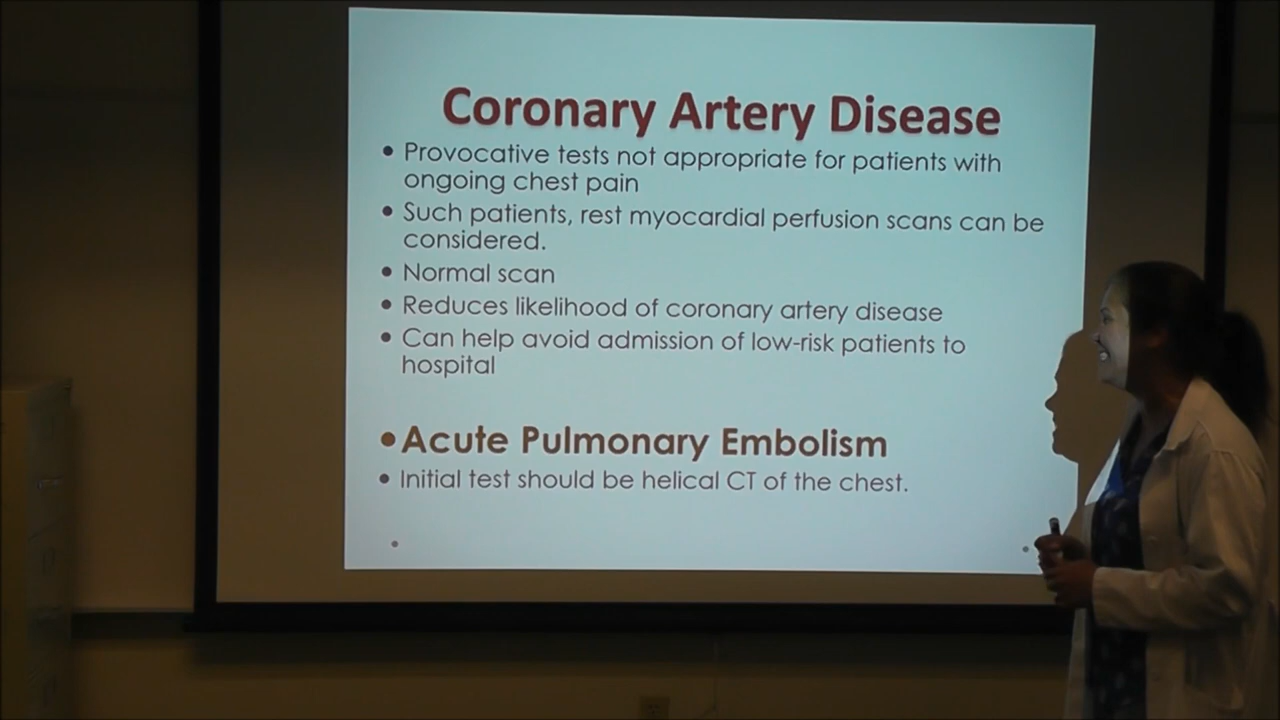 Coronary Artery Disease
• Provocative tests not appropriate for patients with
ongoing chest pain
• Such patients, rest myocardial perfusion scans can be
considered.
• Normal scan
• Reduces likelihood of coronary artery disease
• Can help avoid admission of low-risk patients to
hospital
• Acute Pulmonary Embolism
• Initial test should be helical CT of the chest.